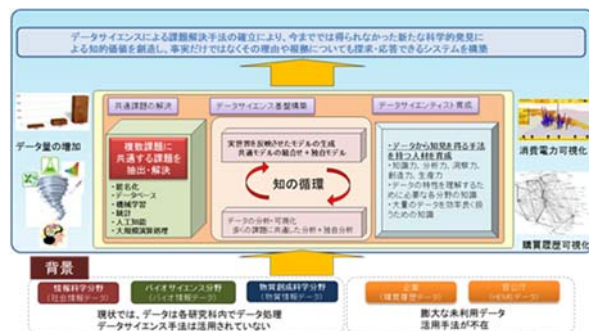 データサイエンスによる課題解決手法の確立により、今までは得られなかった新たな科学的発見に
よる知的価値を創造し、事実だけではなくその理由や根拠についても探求・応答できるシステムを構築
共通課題の解決
データサイエンス基盤構築
データサイエンティスト育成
データ量の増加
複数課題に
共通する課題を
抽出・解決
・匿名化
・データベース
・機械学習
・統計
・人工知能
・大規模演算処理
実世界を反映させたモデルの生成
共通モデルの組合せ+独自モデル
知の循環
データの分析・可視化
多くの課題に共通した分析+独自分析
・データから知見を得る手法
を持つ人材を育成
・知識力、分析力、洞察力、
創造力、生産力
・データの特性を理解するため
に必要な各分野の知識
・大量のデータを効率良く扱
うための知識
消費電力可視化
購買履歴可視化
背景
情報科学分野
(社会情報データ)
バイオサイエンス分野
(バイオ情報データ)
物質創成科学分野
(物質情報データ)
企業
(購買履歴データ)
官公庁
(HEMSデータ)
現状では、データは各研究科内でデータ処理
データサイエンス手法は活用されていない
膨大な未利用データ
活用手法が不在